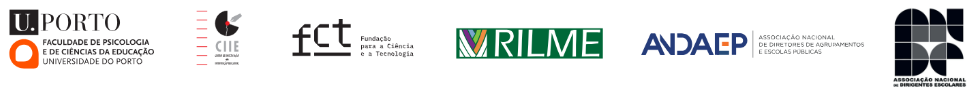 U. PORTO
FACULDADE DE PSICOLOGIA
E DE CIÊNCIAS DA EDUCAÇÃO
UNIVERSIDADE DO PORTO
CIIE
fct
Fundação
para a Ciência
e a Tecnologia
RILME
ANDAEP
ASSOCIAÇÃO NACIONAL
DE DIRETORES DE AGRUPAMENTOS
E ESCOLAS PÚBLICAS
ASSOCIAÇÃO NACIONAL
DE DIRIGENTES ESCOLARES